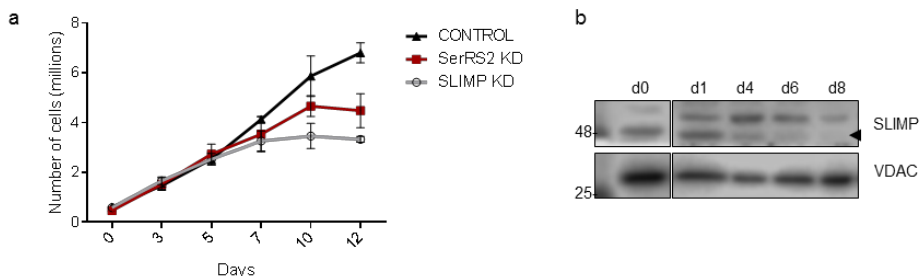 a
Number of cells (millions)
8
6
4
2
0
0 3 5 7 10 12
Days
CONTROL
SerRS2 KD
SLIMP KD
b
d0 d1 d4 d6 d8
48
SLIMP
VDAC
25